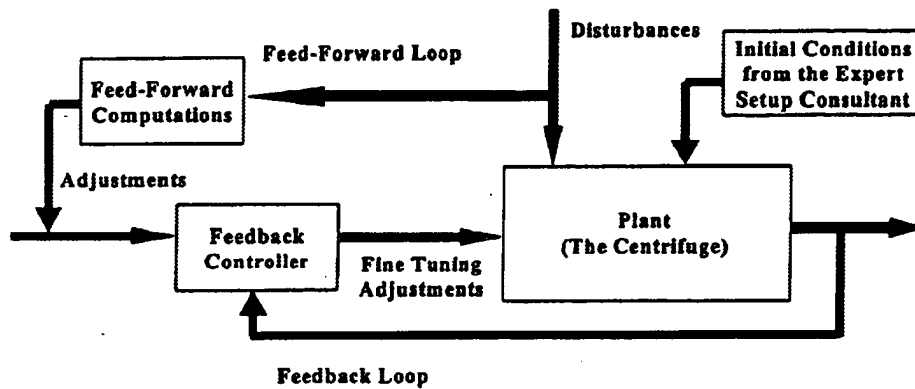 Feed-Forward Loop
Disturbances
Initial Conditions
from the Expert
Setup Consultant
Feed-Forward
Computations
Adjustments
Feedback
Controller
Fine Tuning
Adjustments
Plant
(The Centrifuge)
Feedback Loop